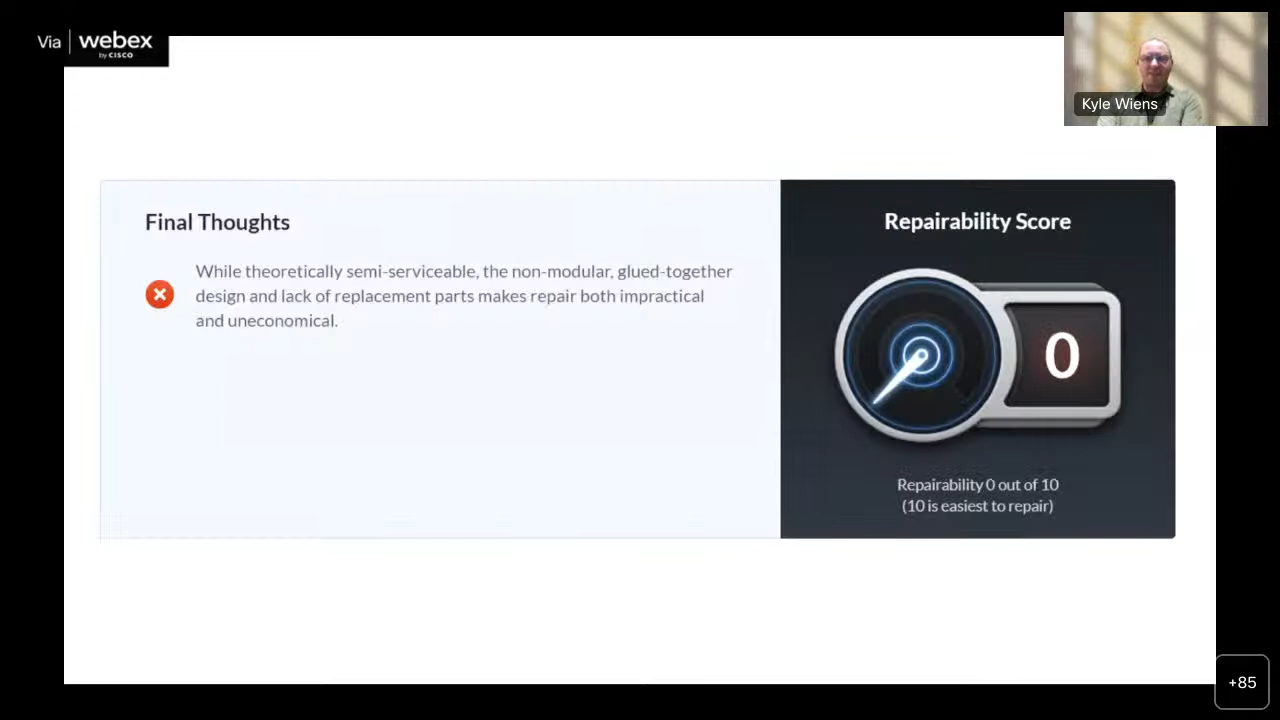 Via | webex
by CISCO
Kyle Wiens
Final Thoughts
While theoretically semi-serviceable, the non-modular, glued-together
design and lack of replacement parts makes repair both impractical
and uneconomical.
Repairability Score
0
Repairability 0 out of 10
(10 is easiest to repair)
+85